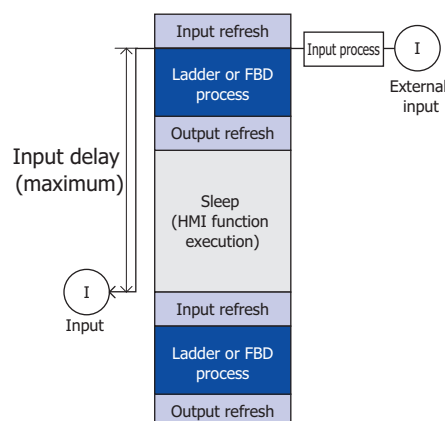 Input refresh
Input process
I
External
input
Ladder or FBD
process
Output refresh
Input delay
(maximum)
Sleep
(HMI function
execution)
I
Input
Input refresh
Ladder or FBD
process
Output refresh